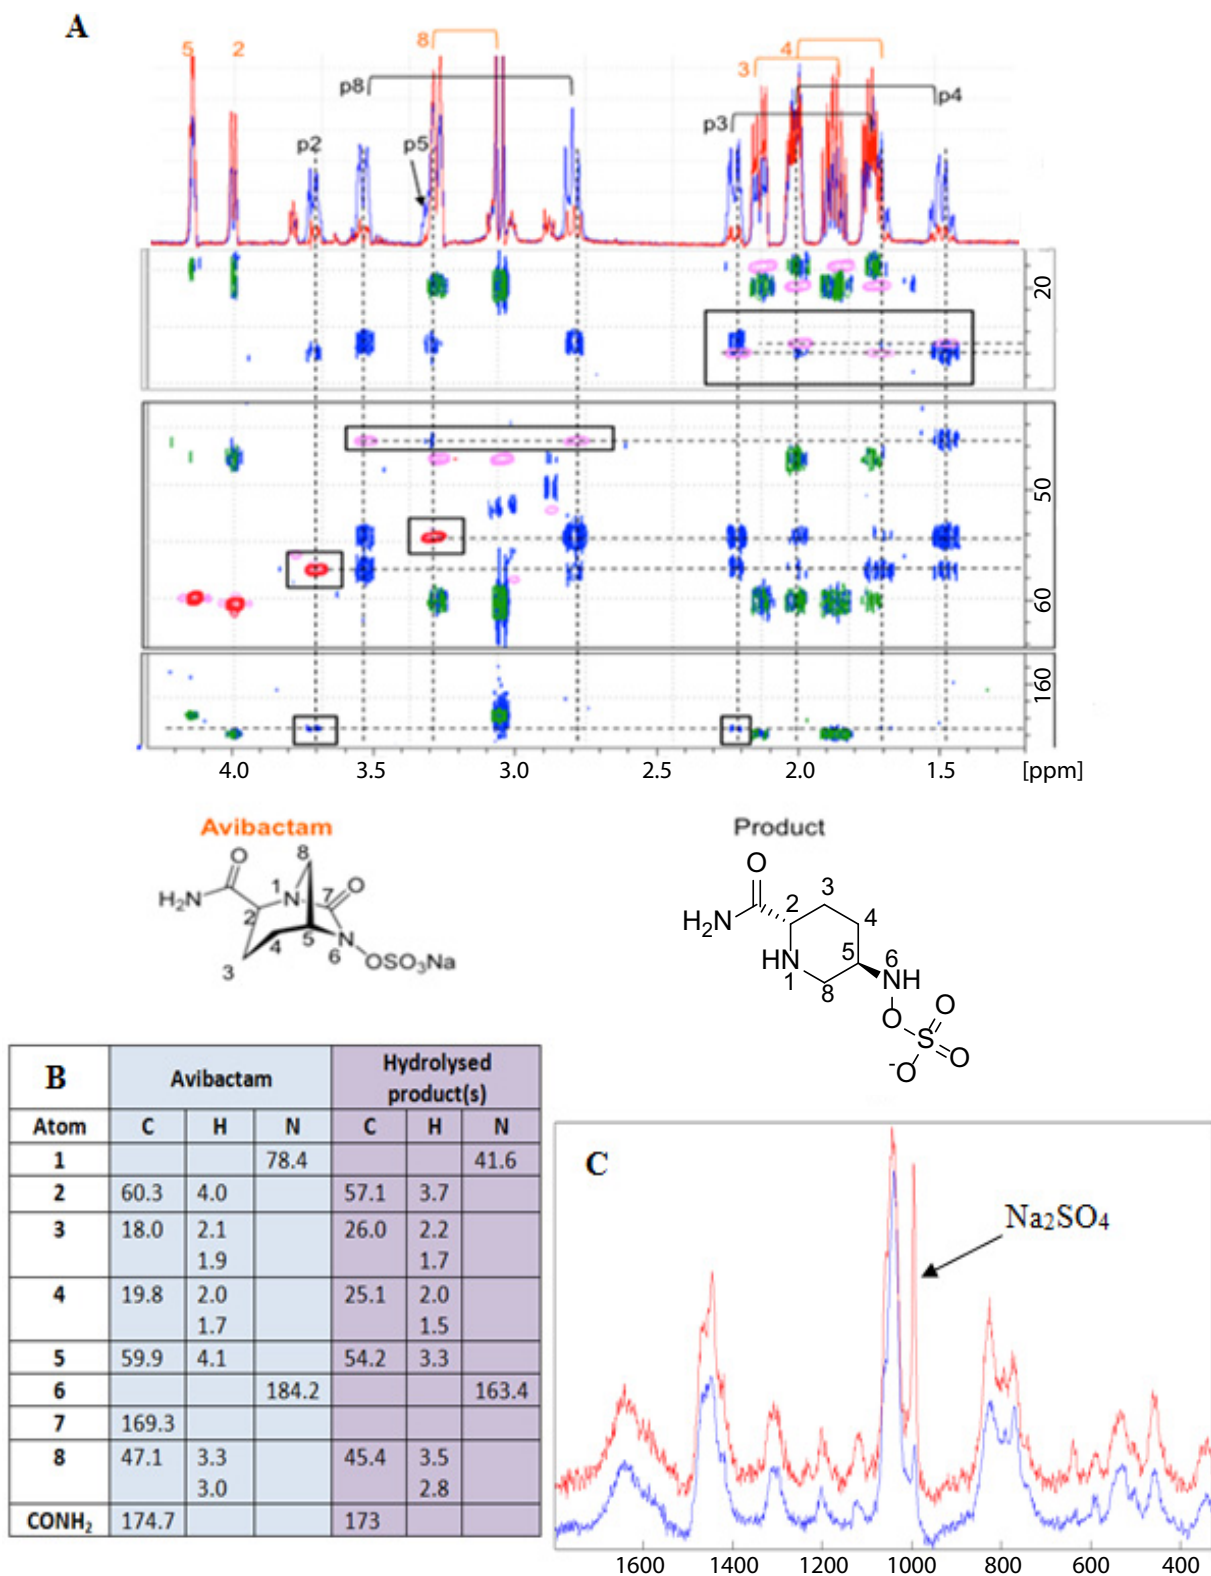 A
5 2 8 4
3
p8 p4
p2 p5 p3
20
50
60
160
4.0 3.5 3.0 2.5 2.0 1.5 [ppm]
Avibactam
O 8
H₂N 1 N 7 O
2 5 N
4 6 OSO₃Na
3
Product
O 3
2 4
H₂N 5 6
HN NH
1 8
O O
S
⁻O O
B Avibactam Hydrolysed product(s)
Atom C H N C H N
1 78.4 41.6
2 60.3 4.0 57.1 3.7
3 18.0 2.1 26.0 2.2
1.9 1.7
4 19.8 2.0 25.1 2.0
1.7 1.5
5 59.9 4.1 54.2 3.3
6 184.2 163.4
7 169.3
8 47.1 3.3 45.4 3.5
3.0 2.8
CONH₂ 174.7 173
C
Na₂SO₄
1600 1400 1200 1000 800 600 400